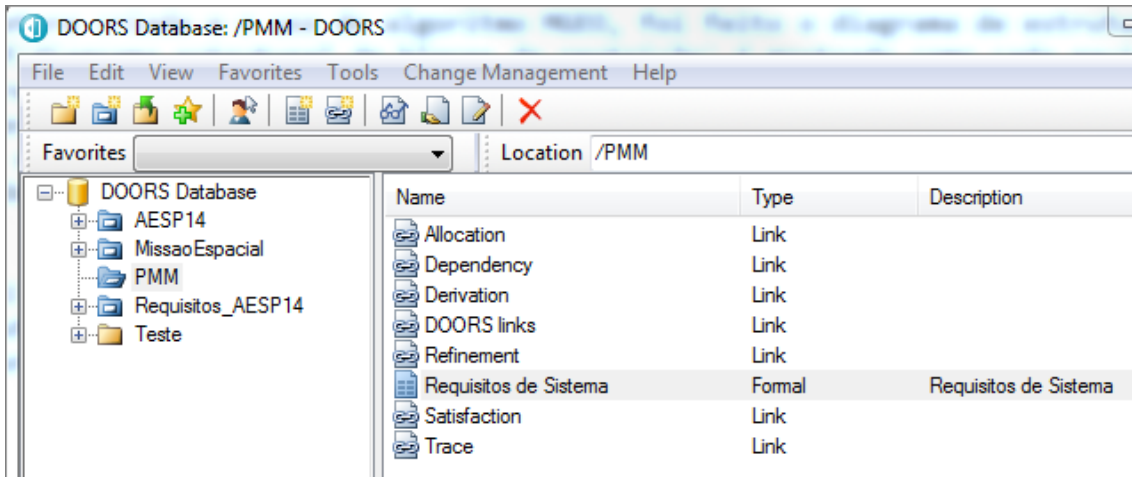 DOORS Database: /PMM - DOORS
File Edit View Favorites Tools Change Management Help
Favorites Location /PMM
DOORS Database
AESP14
MissaoEspacial
PMM
Requisitos_AESP14
Teste
Name Type Description
Allocation Link
Dependency Link
Derivation Link
DOORS links Link
Refinement Link
Requisitos de Sistema Formal Requisitos de Sistema
Satisfaction Link
Trace Link